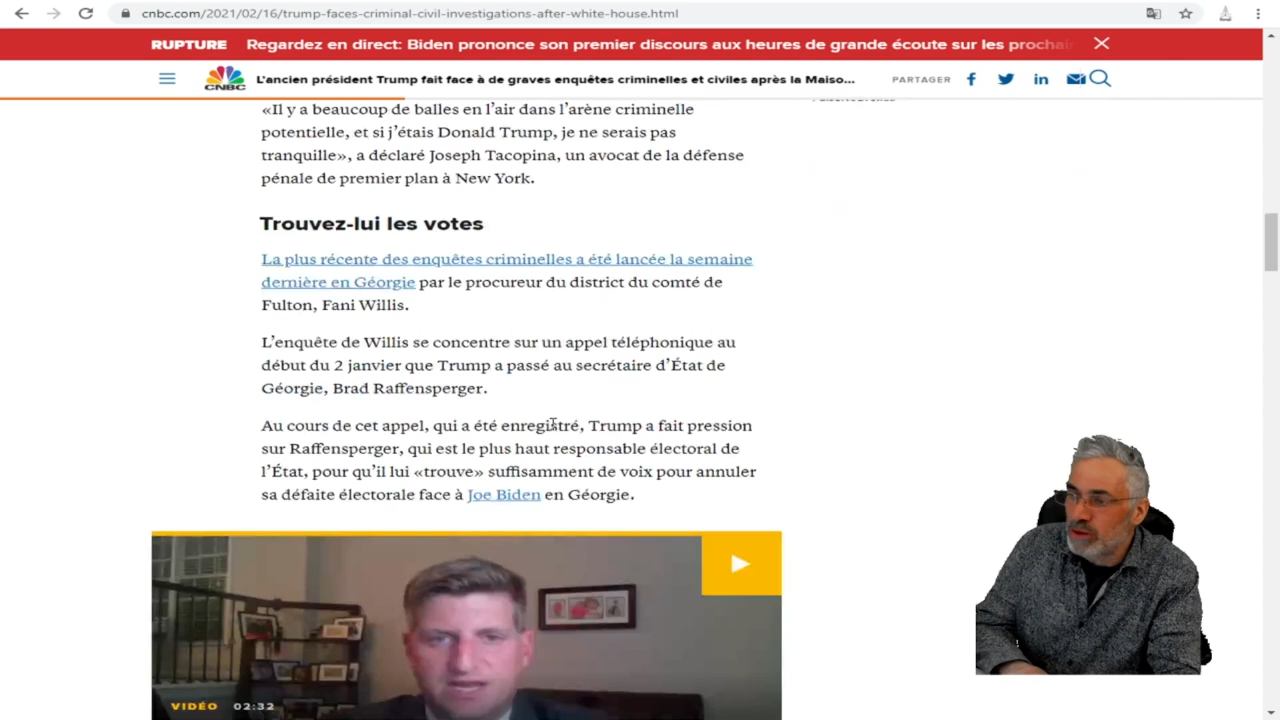 cnbc.com/2021/02/16/trump-faces-criminal-civil-investigations-after-white-house.html
RUPTURE Regardez en direct: Biden prononce son premier discours aux heures de grande écoute sur les prochai
CNBC
L'ancien président Trump fait face à de graves enquêtes criminelles et civiles après la Maiso...
PARTAGER
«Il y a beaucoup de balles en l'air dans l'arène criminelle
potentielle, et si j'étais Donald Trump, je ne serais pas
tranquille», a déclaré Joseph Tacopina, un avocat de la défense
pénale de premier plan à New York.
Trouvez-lui les votes
La plus récente des enquêtes criminelles a été lancée la semaine
dernière en Géorgie par le procureur du district du comté de
Fulton, Fani Willis.
L'enquête de Willis se concentre sur un appel téléphonique au
début du 2 janvier que Trump a passé au secrétaire d'État de
Géorgie, Brad Raffensperger.
Au cours de cet appel, qui a été enregistré, Trump a fait pression
sur Raffensperger, qui est le plus haut responsable électoral de
l'État, pour qu'il lui «trouve» suffisamment de voix pour annuler
sa défaite électorale face à Joe Biden en Géorgie.
VIDÉO 02:32